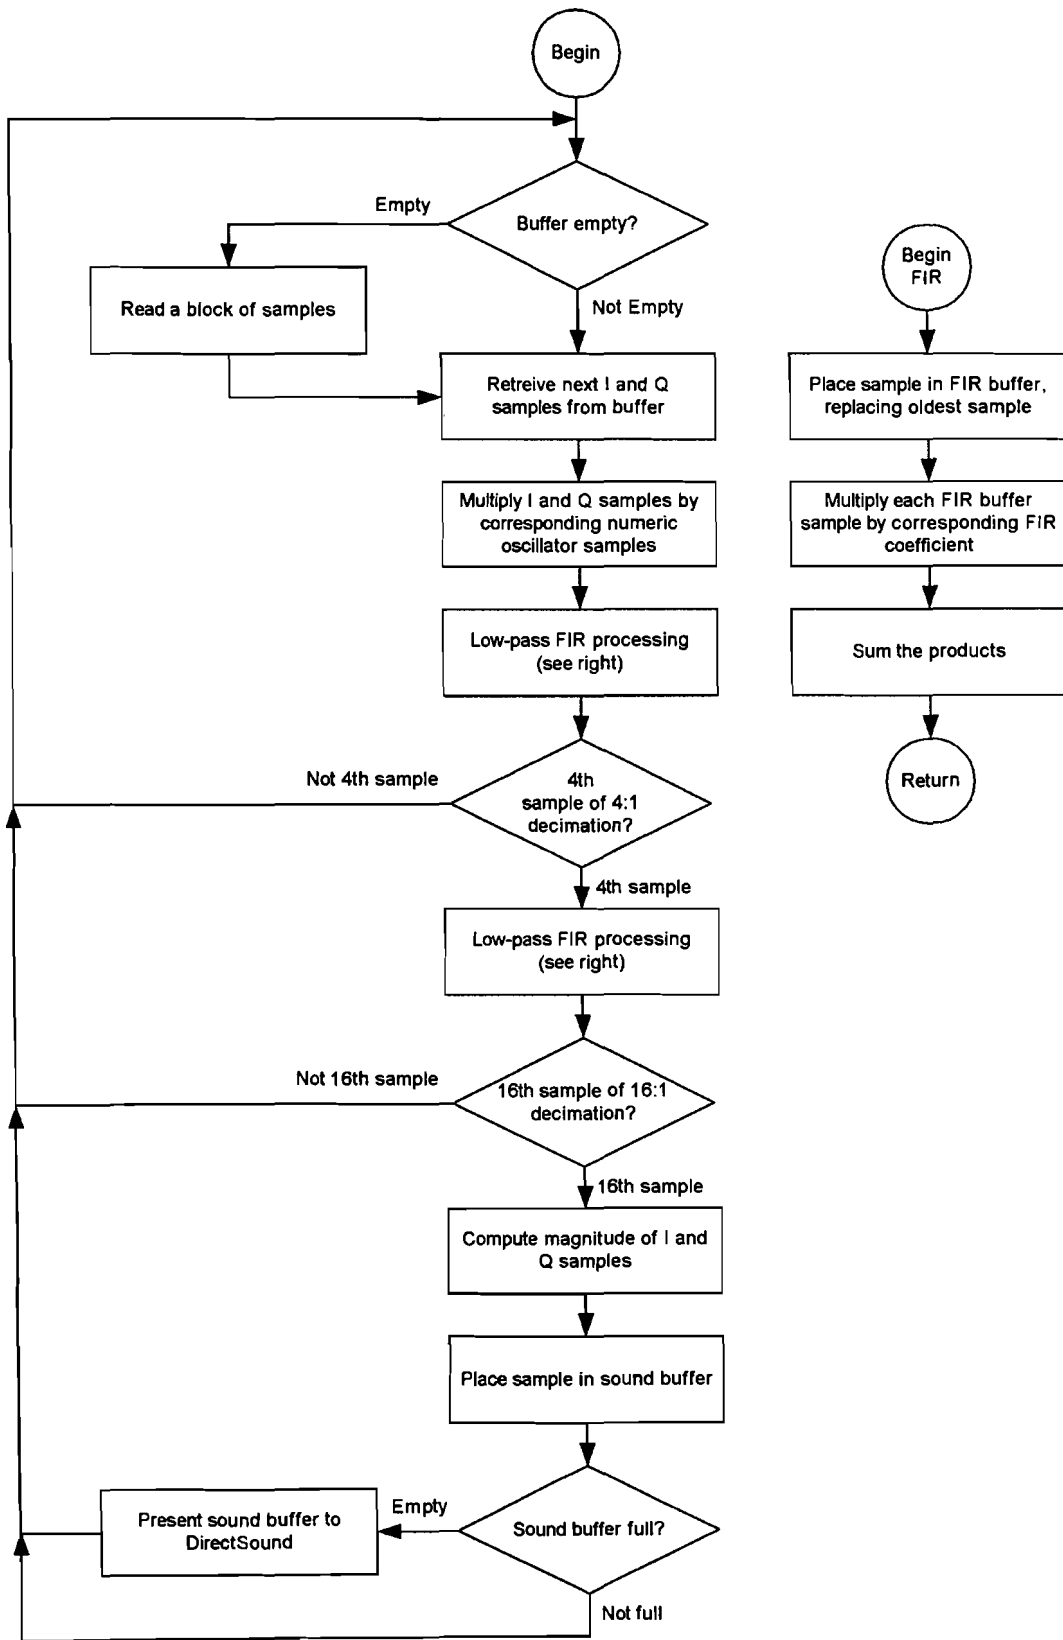 Begin
Empty
Buffer empty?
Begin
FIR
Read a block of samples
Not Empty
Retreive next I and Q
samples from buffer
Place sample in FIR buffer,
replacing oldest sample
Multiply I and Q samples by
corresponding numeric
oscillator samples
Multiply each FIR buffer
sample by corresponding FIR
coefficient
Low-pass FIR processing
(see right)
Sum the products
Not 4th sample
4th
sample of 4:1
decimation?
Return
4th sample
Low-pass FIR processing
(see right)
Not 16th sample
16th sample of 16:1
decimation?
16th sample
Compute magnitude of I and
Q samples
Place sample in sound buffer
Present sound buffer to
DirectSound
Empty
Sound buffer full?
Not full